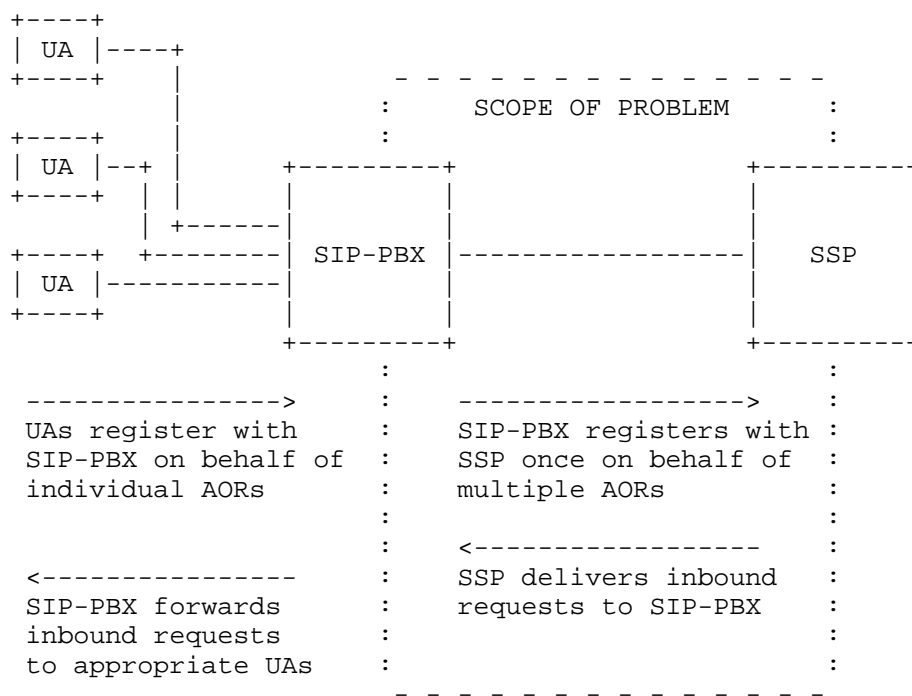 UA
SCOPE OF PROBLEM
UA
SIP-PBX
SSP
UA
-----------------> ------------------>
UAs register with
SIP-PBX on behalf of
individual AORs
SIP-PBX registers with
SSP once on behalf of
multiple AORs
<------------------
<----------------
SSP delivers inbound
requests to SIP-PBX
SIP-PBX forwards
inbound requests
to appropriate UAs